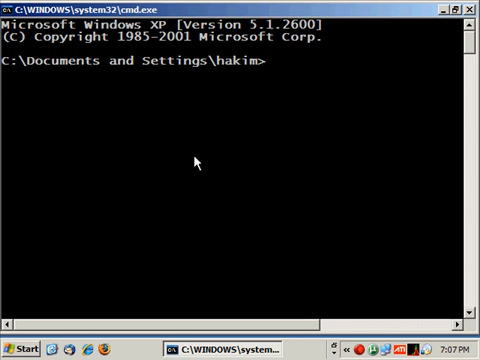 C:\WINDOWS\system32\cmd.exe
Microsoft Windows XP [Version 5.1.2600]
(C) Copyright 1985-2001 Microsoft Corp.
C:\Documents and Settings\hakim>
Start
C:\WINDOWS\system...
ATI
7:07 PM